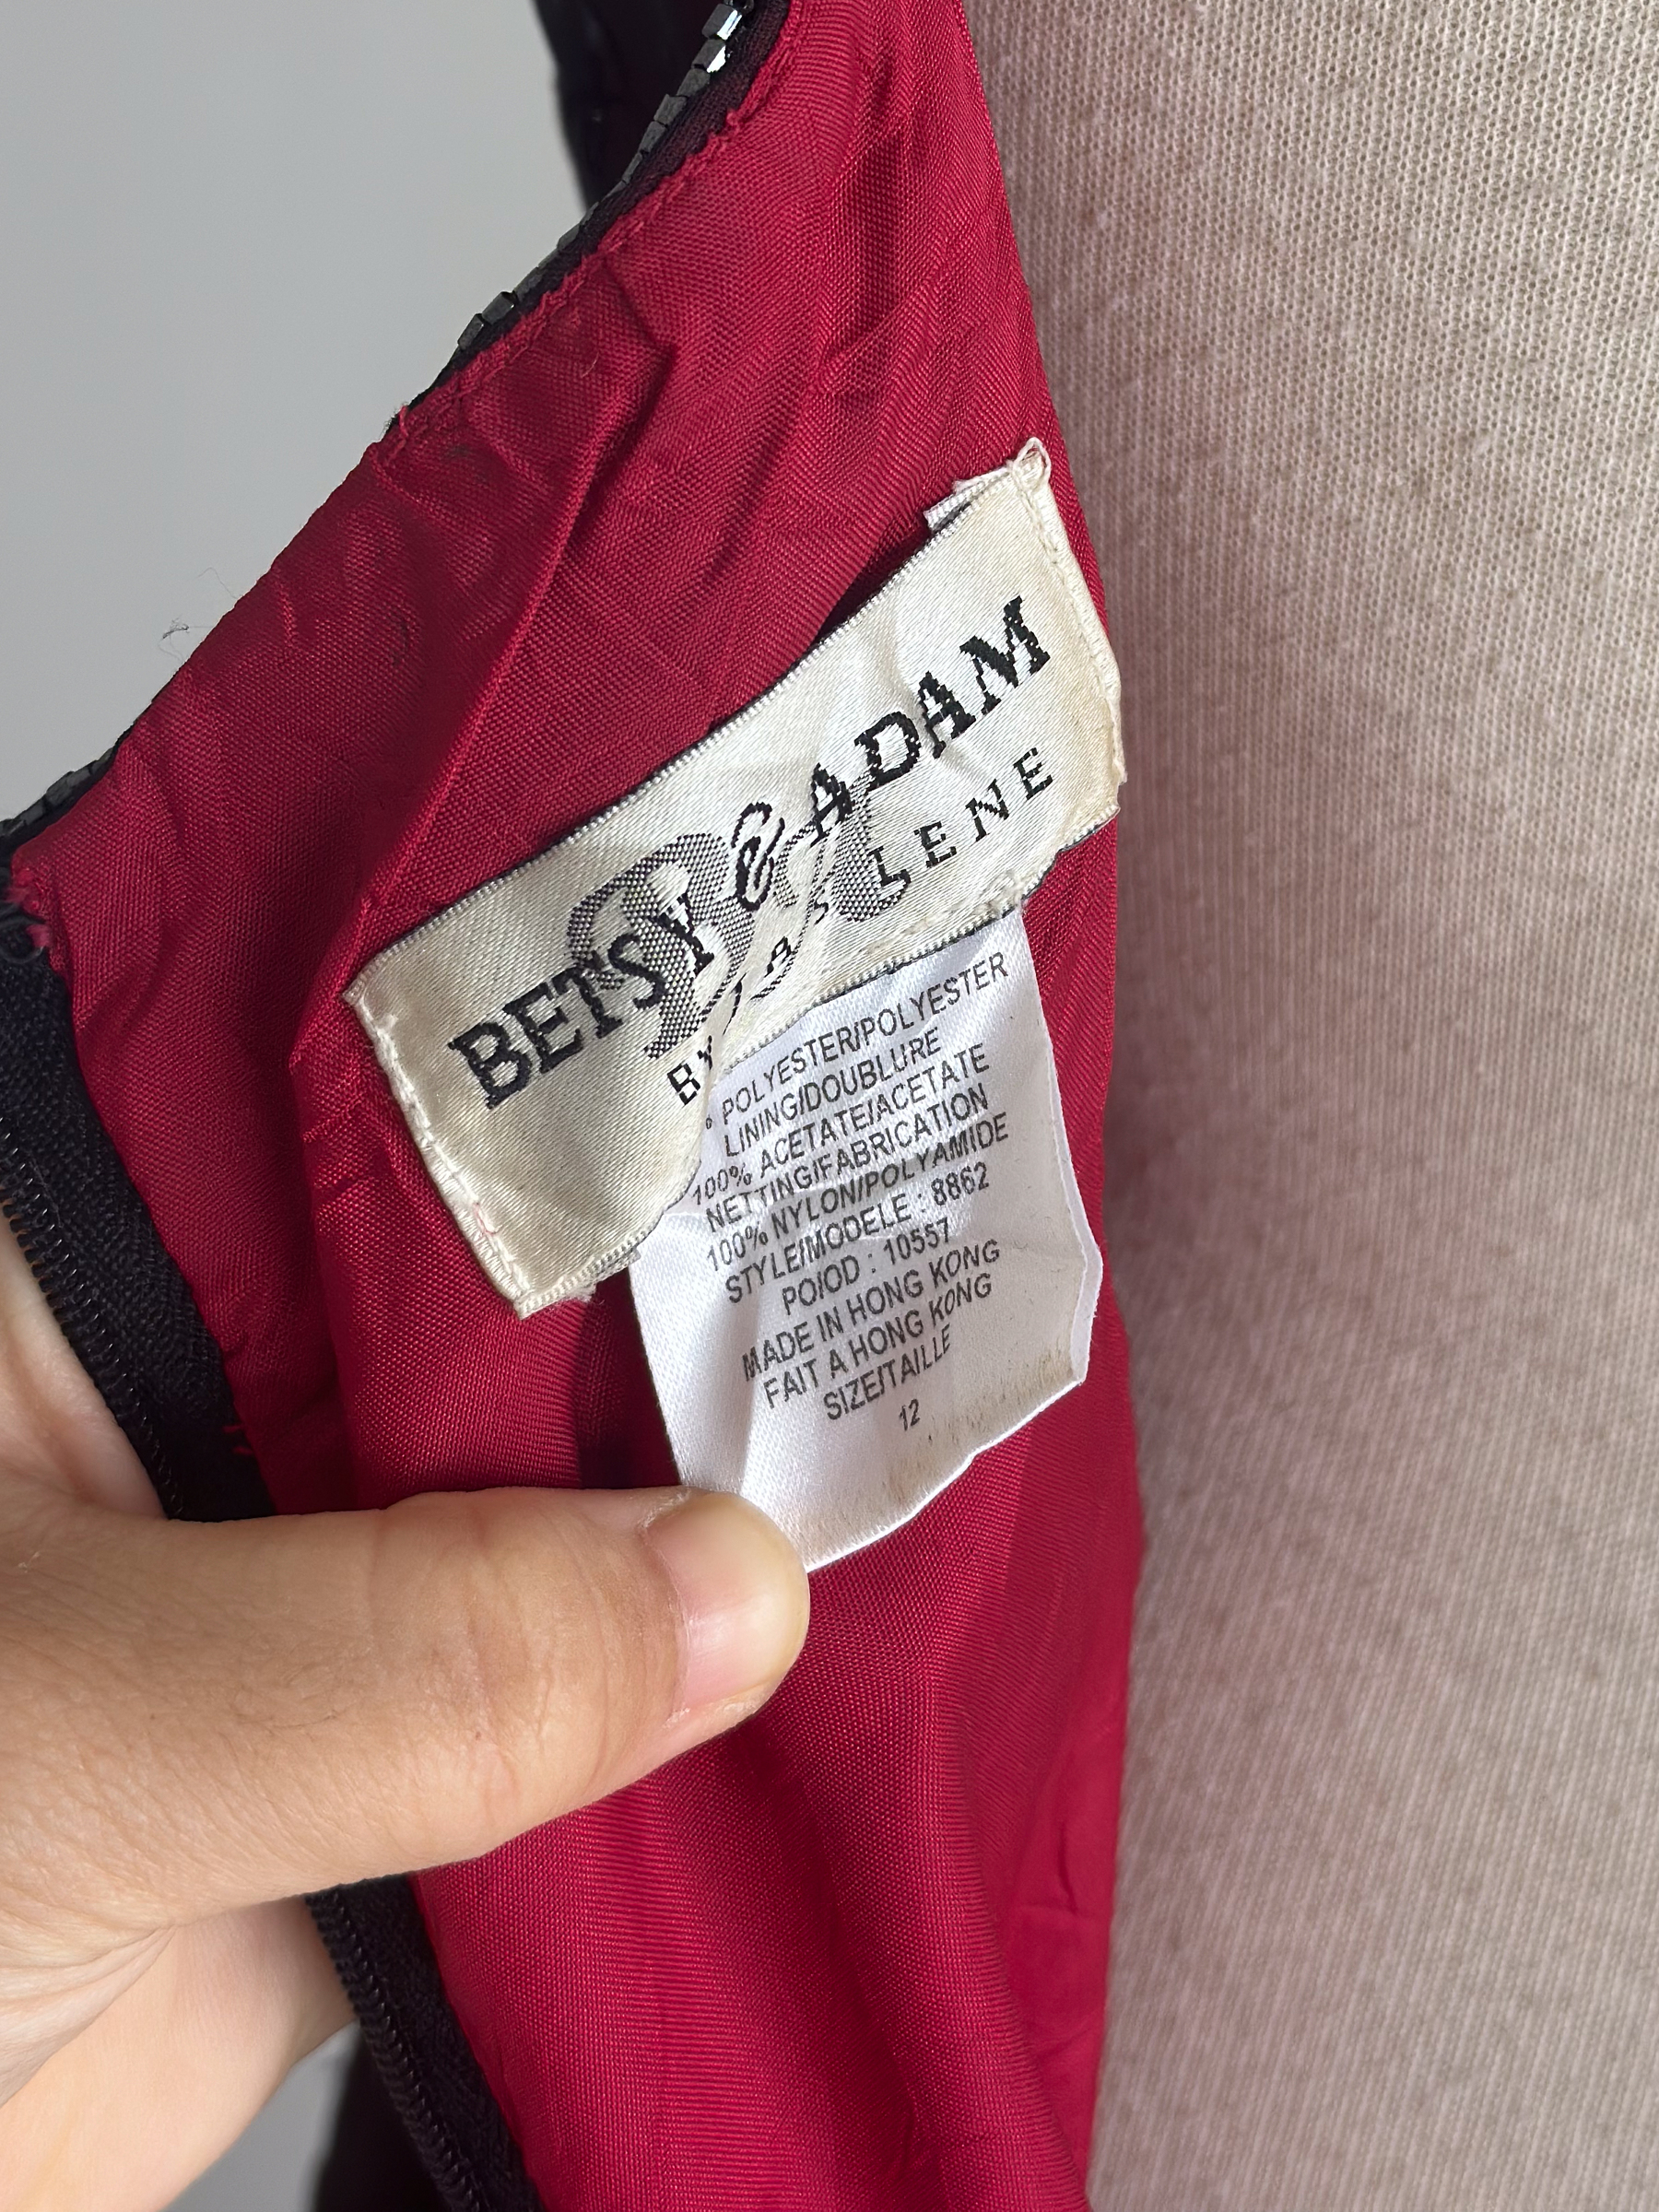 BETSY & ADAM
BY JASLENE
% POLYESTER/POLYESTER
LINING/DOUBLURE
100% ACETATE/ACETATE
NETTING/FABRICATION
100% NYLON/POLYAMIDE
STYLE/MODELE : 8862
PO/OD : 10557
MADE IN HONG KONG
FAIT A HONG KONG
SIZE/TAILLE
12